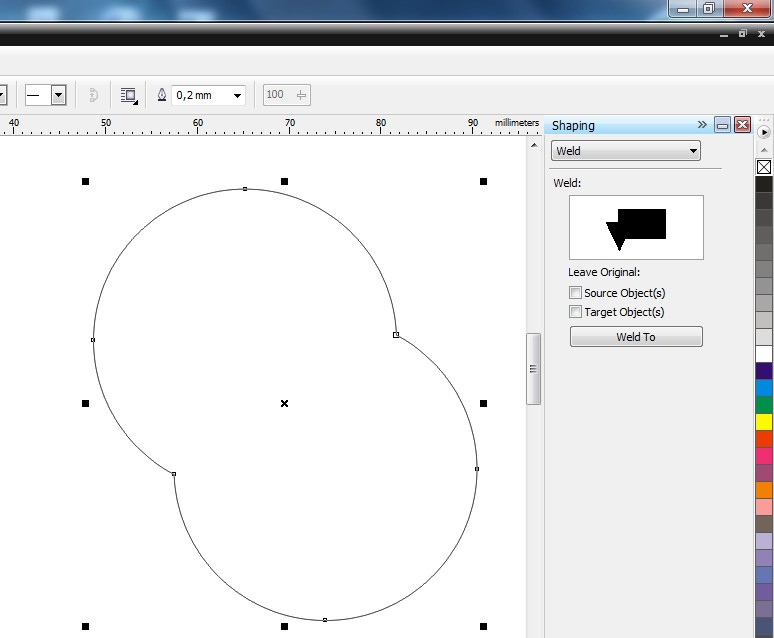 0,2 mm
100
40 50 60 70 80 90 millimeters
Shaping
Weld
Weld:
Leave Original:
Source Object(s)
Target Object(s)
Weld To